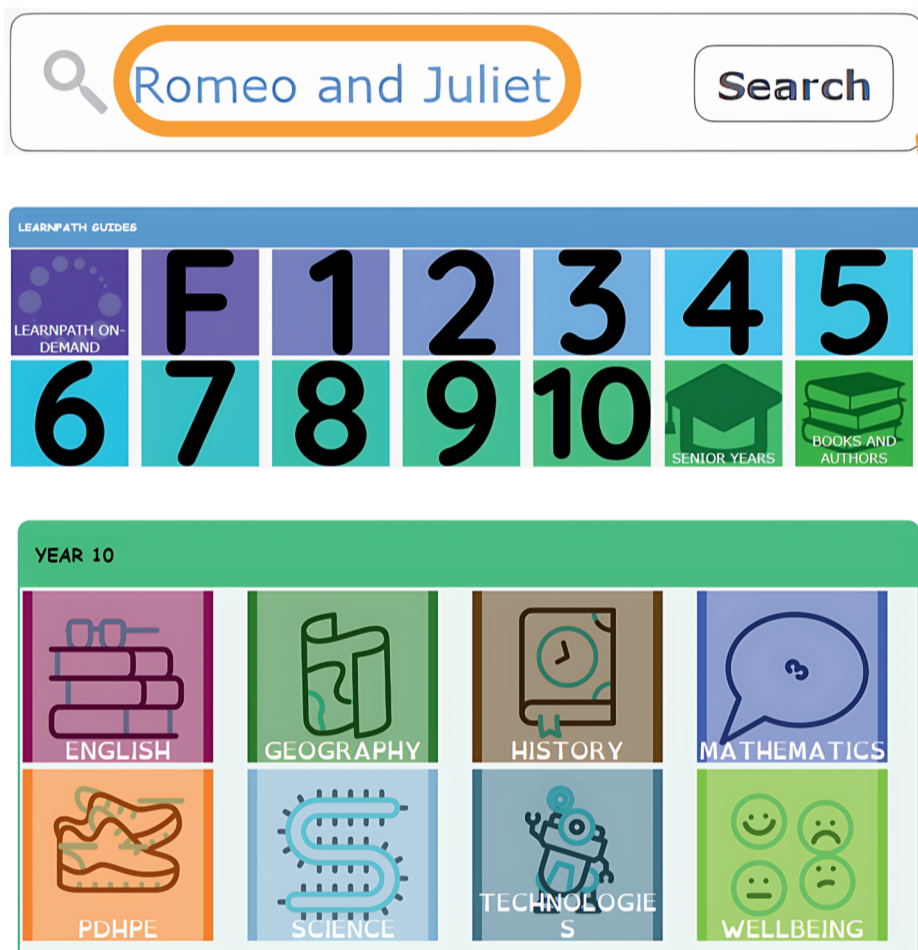 Romeo and Juliet Search
LEARNPATH GUIDES
LEARNPATH ON-
DEMAND
F 1 2 3 4 5
6 7 8 9 10
SENIOR YEARS
BOOKS AND
AUTHORS
YEAR 10
ENGLISH GEOGRAPHY HISTORY MATHEMATICS
3
PDHPE SCIENCE TECHNOLOGIE
S
WELLBEING